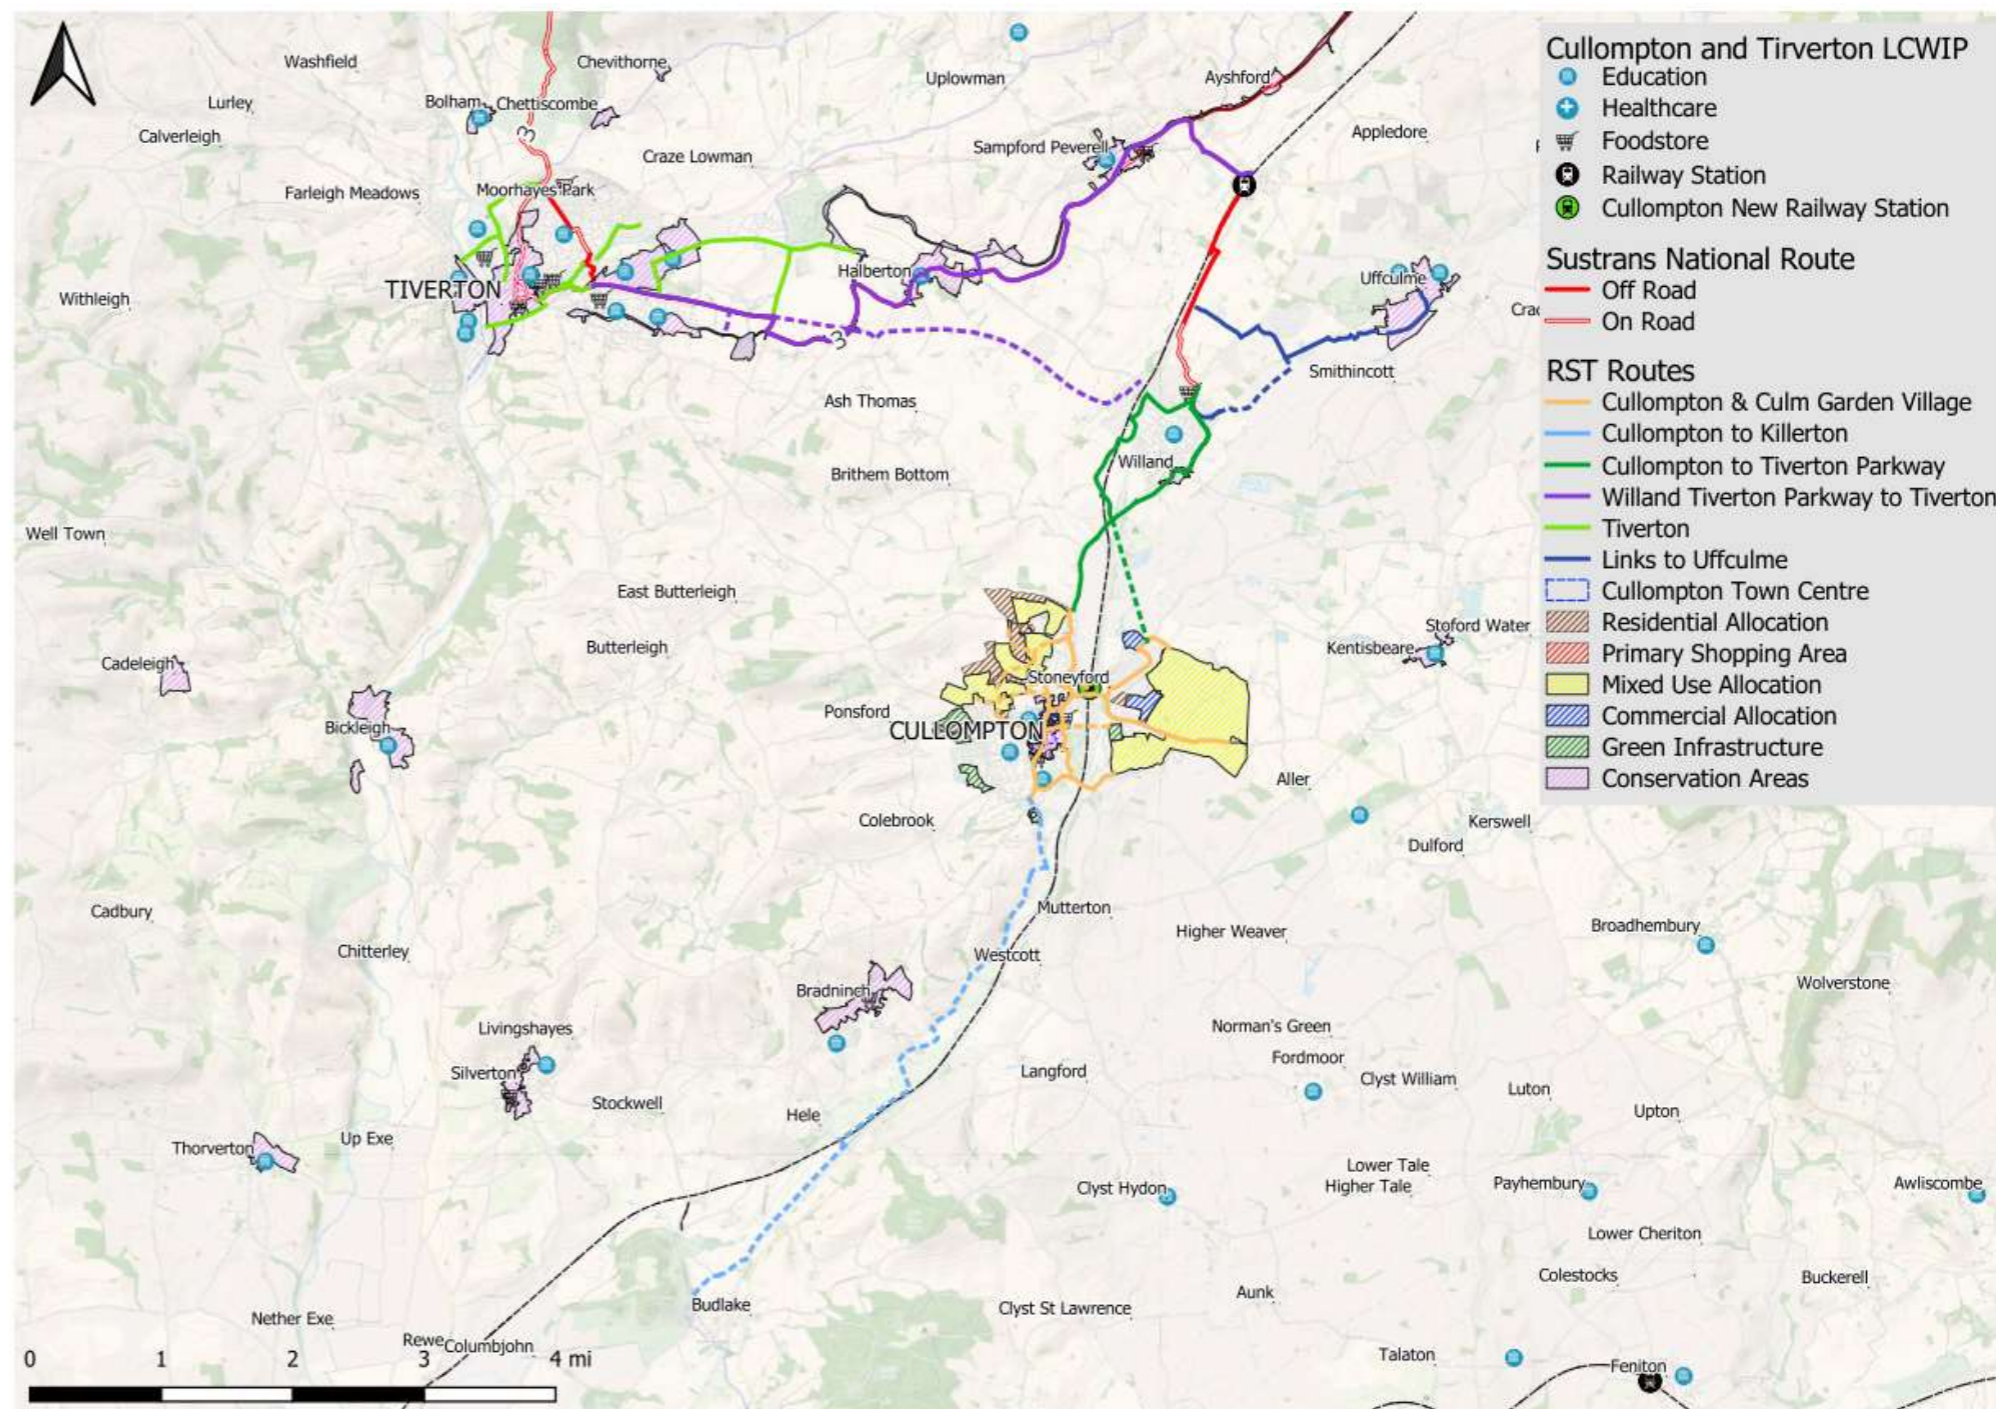 Washfield
Chevithorne
Uplowman
Ayshford
Lurley
Bolham
Chettiscombe
Calverleigh
3
Appledore
Craze Lowman
Sampford Peverell
Farleigh Meadows
Moorhayes Park
TIVERTON
Halberton
Uffculme
Withleigh
3
Smithincott
Ash Thomas
Brithem Bottom
Willand
Well Town
East Butterleigh
Butterleigh
Stoford Water
Kentisbeare
Cadeleigh
Stoneyford
Ponsford
Bickleigh
CULLOMPTON
Aller
Colebrook
Kerswell
Dulford
Cadbury
Mutterton
Higher Weaver
Broadhembury
Chitterley
Westcott
Wolverstone
Bradninch
Livingshayes
Norman's Green
Fordmoor
Silverton
Langford
Clyst William
Luton
Stockwell
Hele
Upton
Thorverton
Up Exe
Lower Tale
Higher Tale
Clyst Hydon
Payhembury
Awliscombe
Lower Cheriton
Colestocks
Buckerell
Budlake
Aunk
Clyst St Lawrence
Nether Exe
Rewe
Columbjohn
Talaton
Feniton
0 1 2 3 4 mi
Cullompton and Tirverton LCWIP
Education
Healthcare
Foodstore
Railway Station
Cullompton New Railway Station
Sustrans National Route
Off Road
On Road
RST Routes
Cullompton & Culm Garden Village
Cullompton to Killerton
Cullompton to Tiverton Parkway
Willand Tiverton Parkway to Tiverton
Tiverton
Links to Uffculme
Cullompton Town Centre
Residential Allocation
Primary Shopping Area
Mixed Use Allocation
Commercial Allocation
Green Infrastructure
Conservation Areas